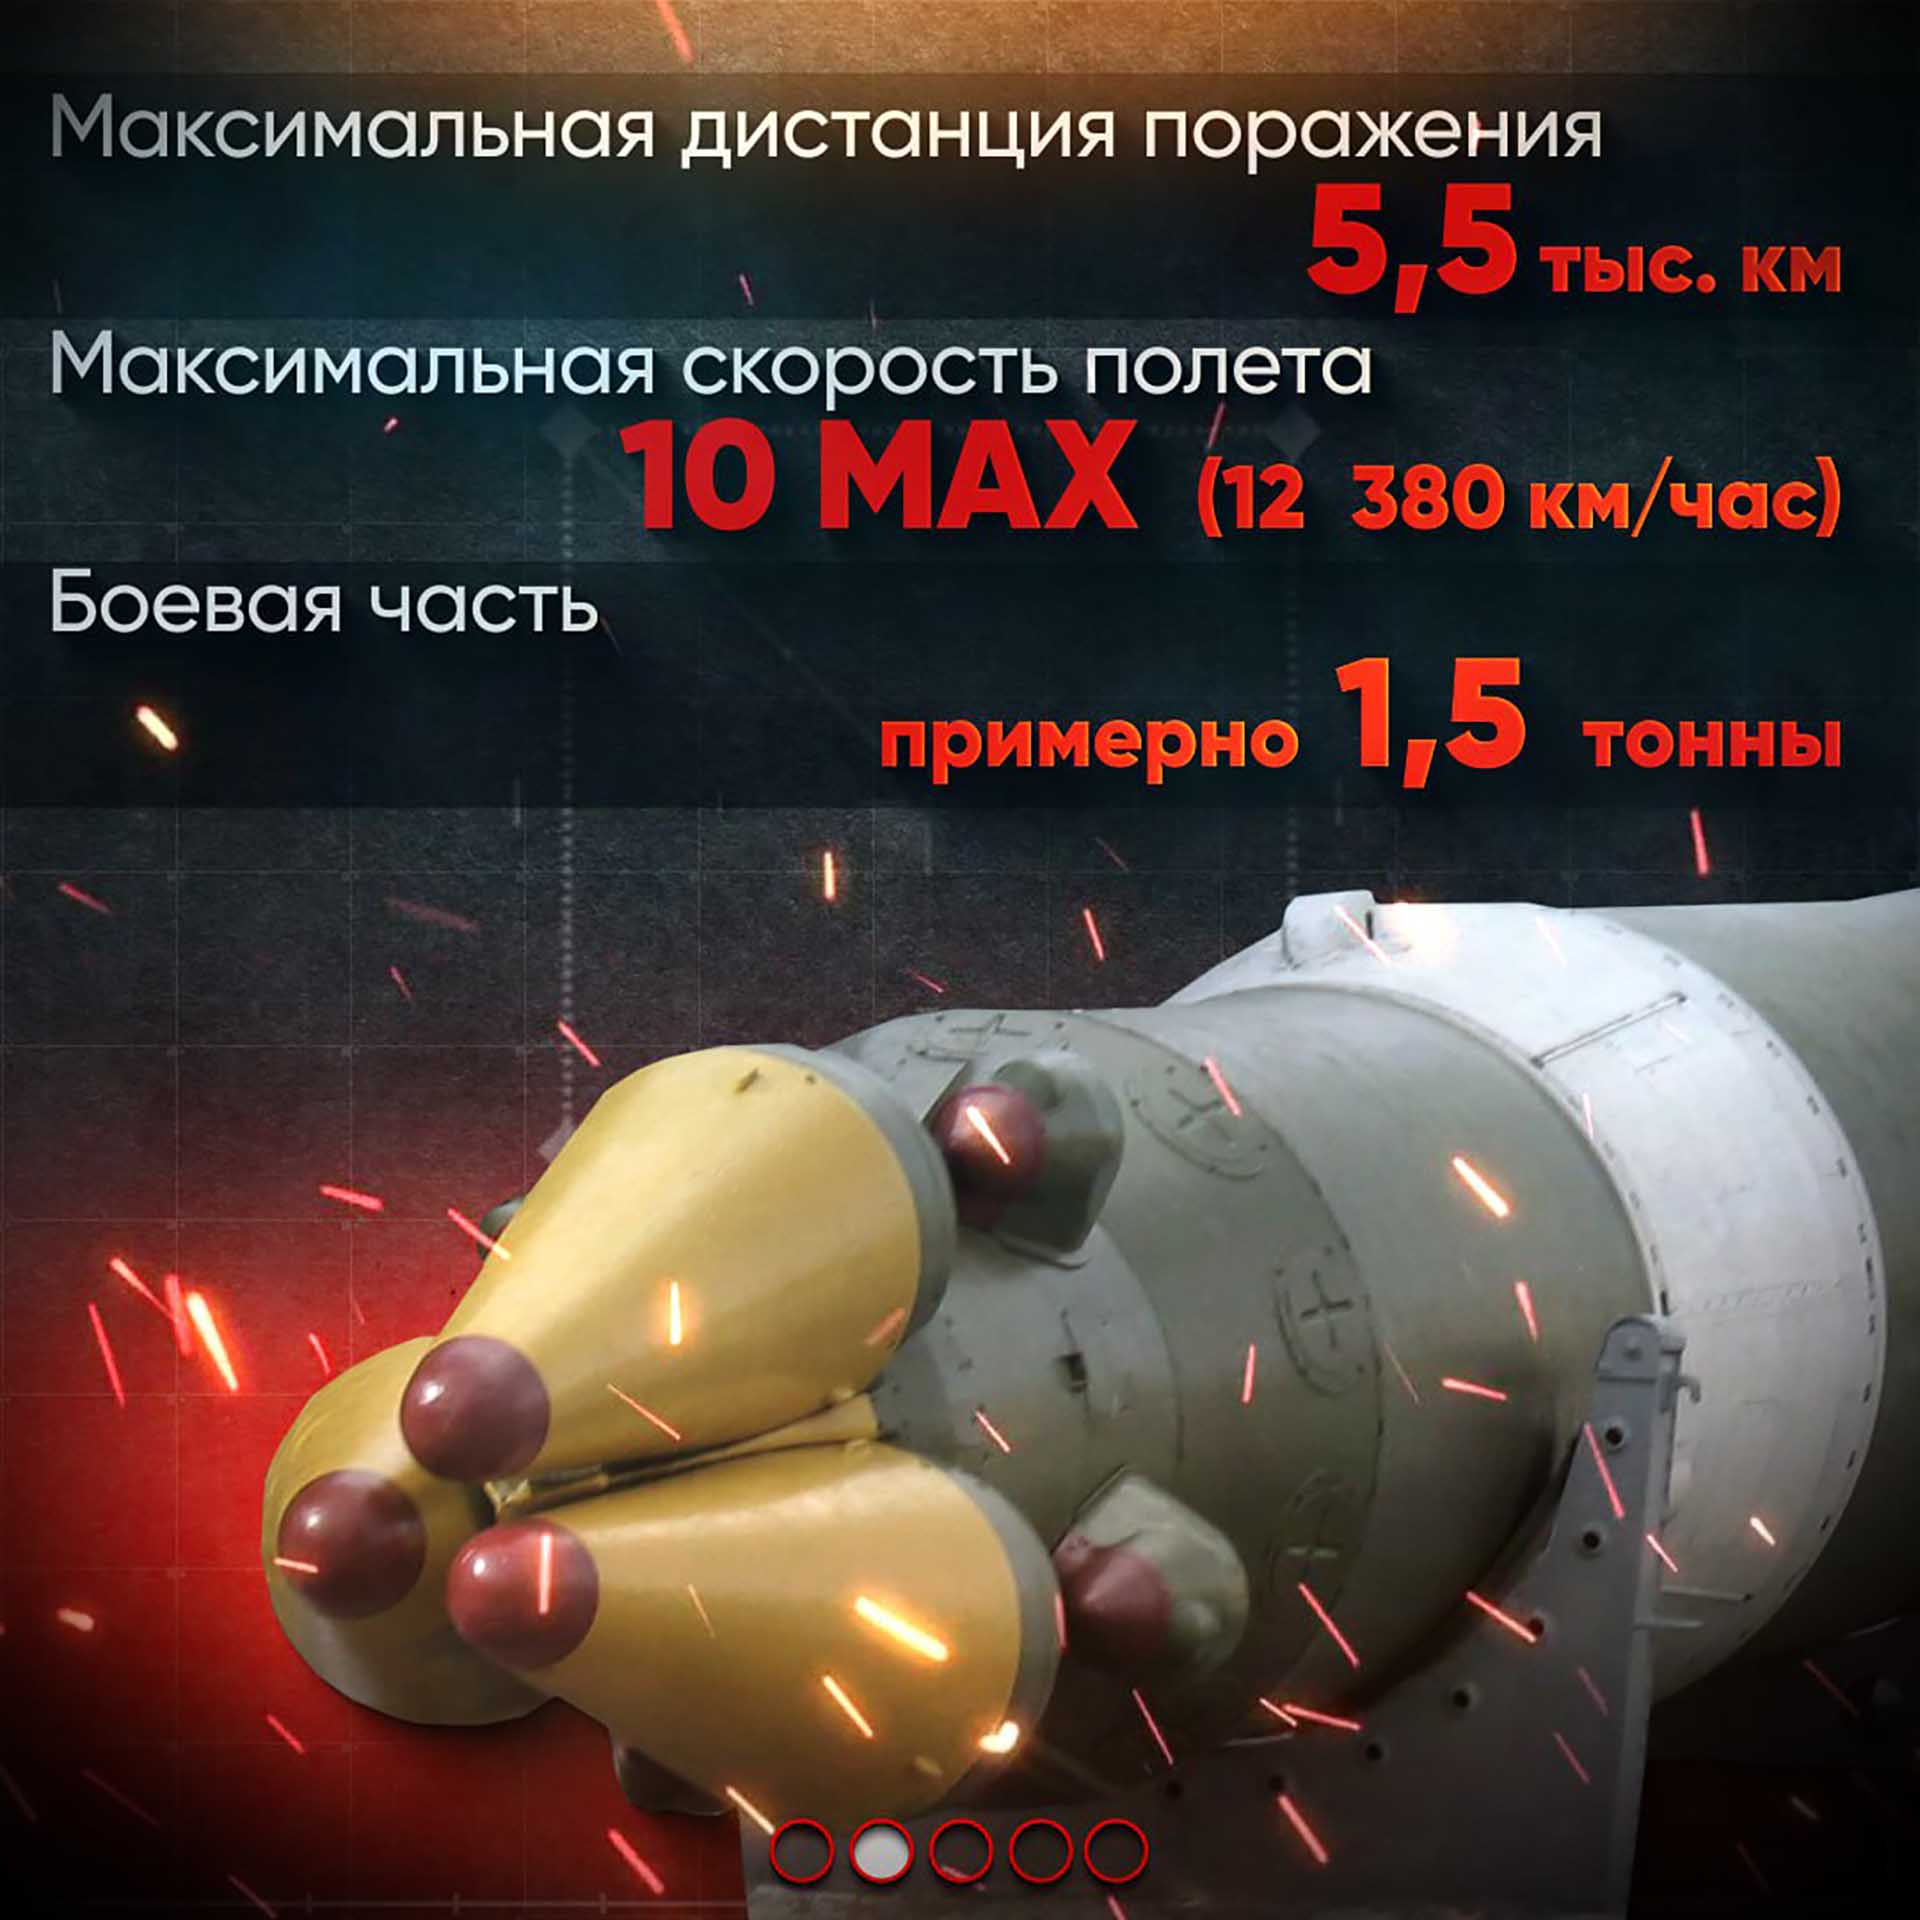 Максимальная дистанция поражения
5,5 тыс. км
Максимальная скорость полета
10 МАХ (12 380 км/час)
Боевая часть
примерно 1,5 тонны